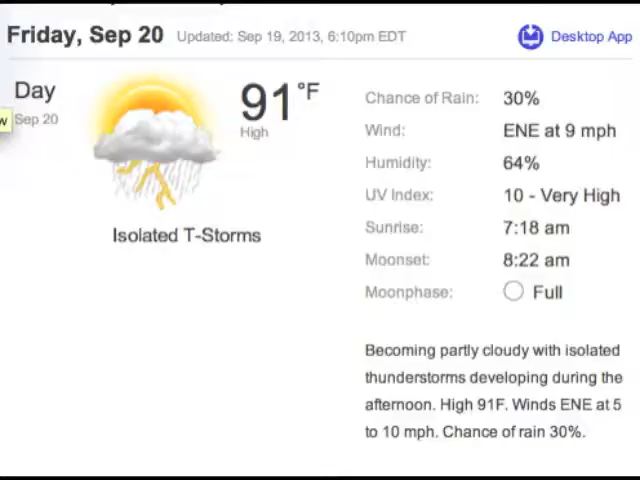 Friday, Sep 20 Updated: Sep 19, 2013, 6:10pm EDT Desktop App
Day
w Sep 20
91°F
High
Isolated T-Storms
Chance of Rain: 30%
Wind: ENE at 9 mph
Humidity: 64%
UV Index: 10 - Very High
Sunrise: 7:18 am
Moonset: 8:22 am
Moonphase: Full
Becoming partly cloudy with isolated
thunderstorms developing during the
afternoon. High 91F. Winds ENE at 5
to 10 mph. Chance of rain 30%.